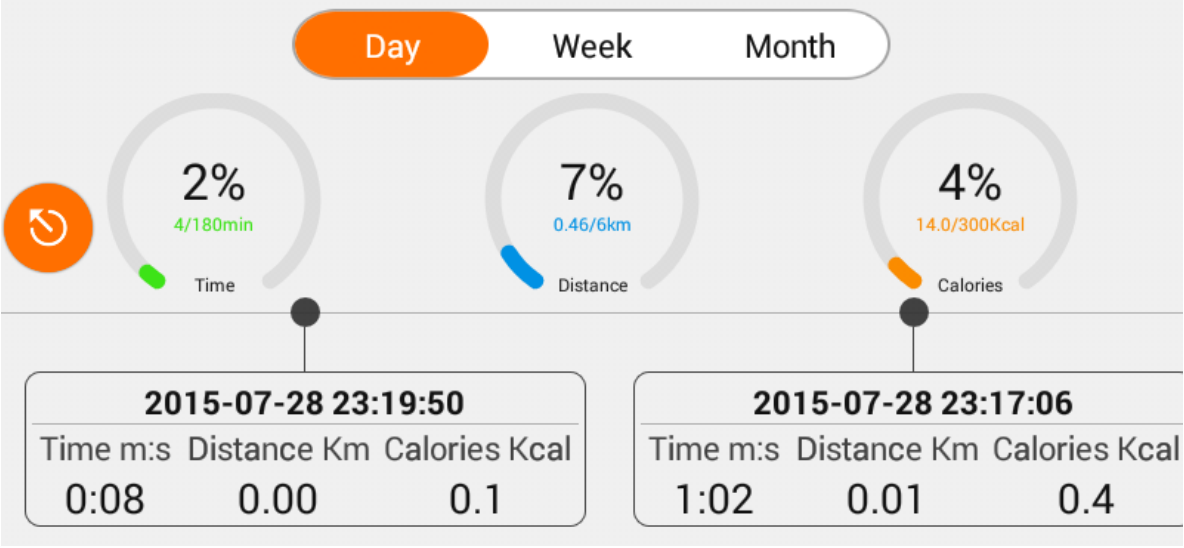 Day Week Month
2% 7% 4%
4/180min 0.46/6km 14.0/300Kcal
Time Distance Calories
2015-07-28 23:19:50 2015-07-28 23:17:06
Time m:s Distance Km Calories Kcal Time m:s Distance Km Calories Kcal
0:08 0.00 0.1 1:02 0.01 0.4